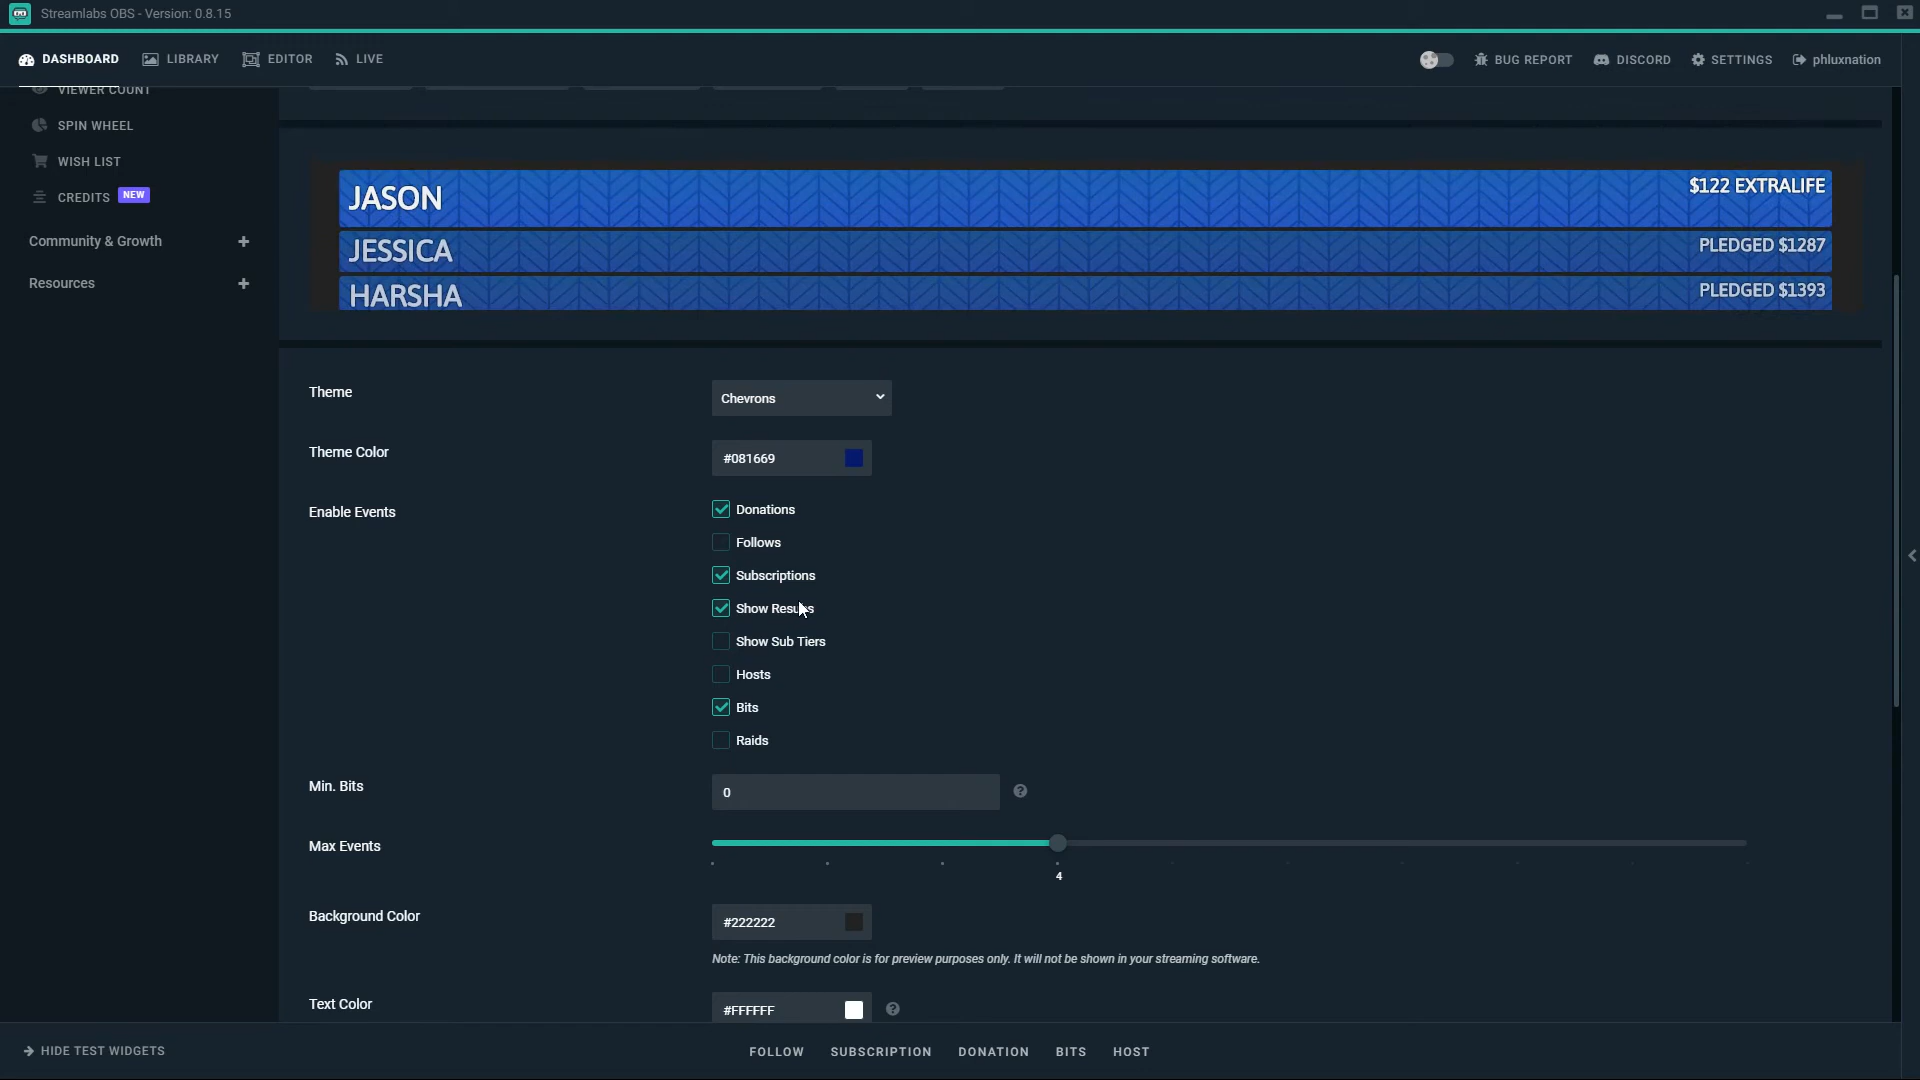 Streamlabs OBS - Version: 0.8.15
DASHBOARD LIBRARY EDITOR LIVE BUG REPORT DISCORD SETTINGS phluxnation
VIEWER COUNT
SPIN WHEEL
WISH LIST
CREDITS NEW
Community & Growth +
Resources +
JASON $122 EXTRALIFE
JESSICA PLEDGED $1287
HARSHA PLEDGED $1393
Theme Chevrons
Theme Color #081669
Enable Events Donations
Follows
Subscriptions
Show Resubs
Show Sub Tiers
Hosts
Bits
Raids
Min. Bits 0
Max Events
4
Background Color #222222
Note: This background color is for preview purposes only. It will not be shown in your streaming software.
Text Color #FFFFFF
HIDE TEST WIDGETS FOLLOW SUBSCRIPTION DONATION BITS HOST